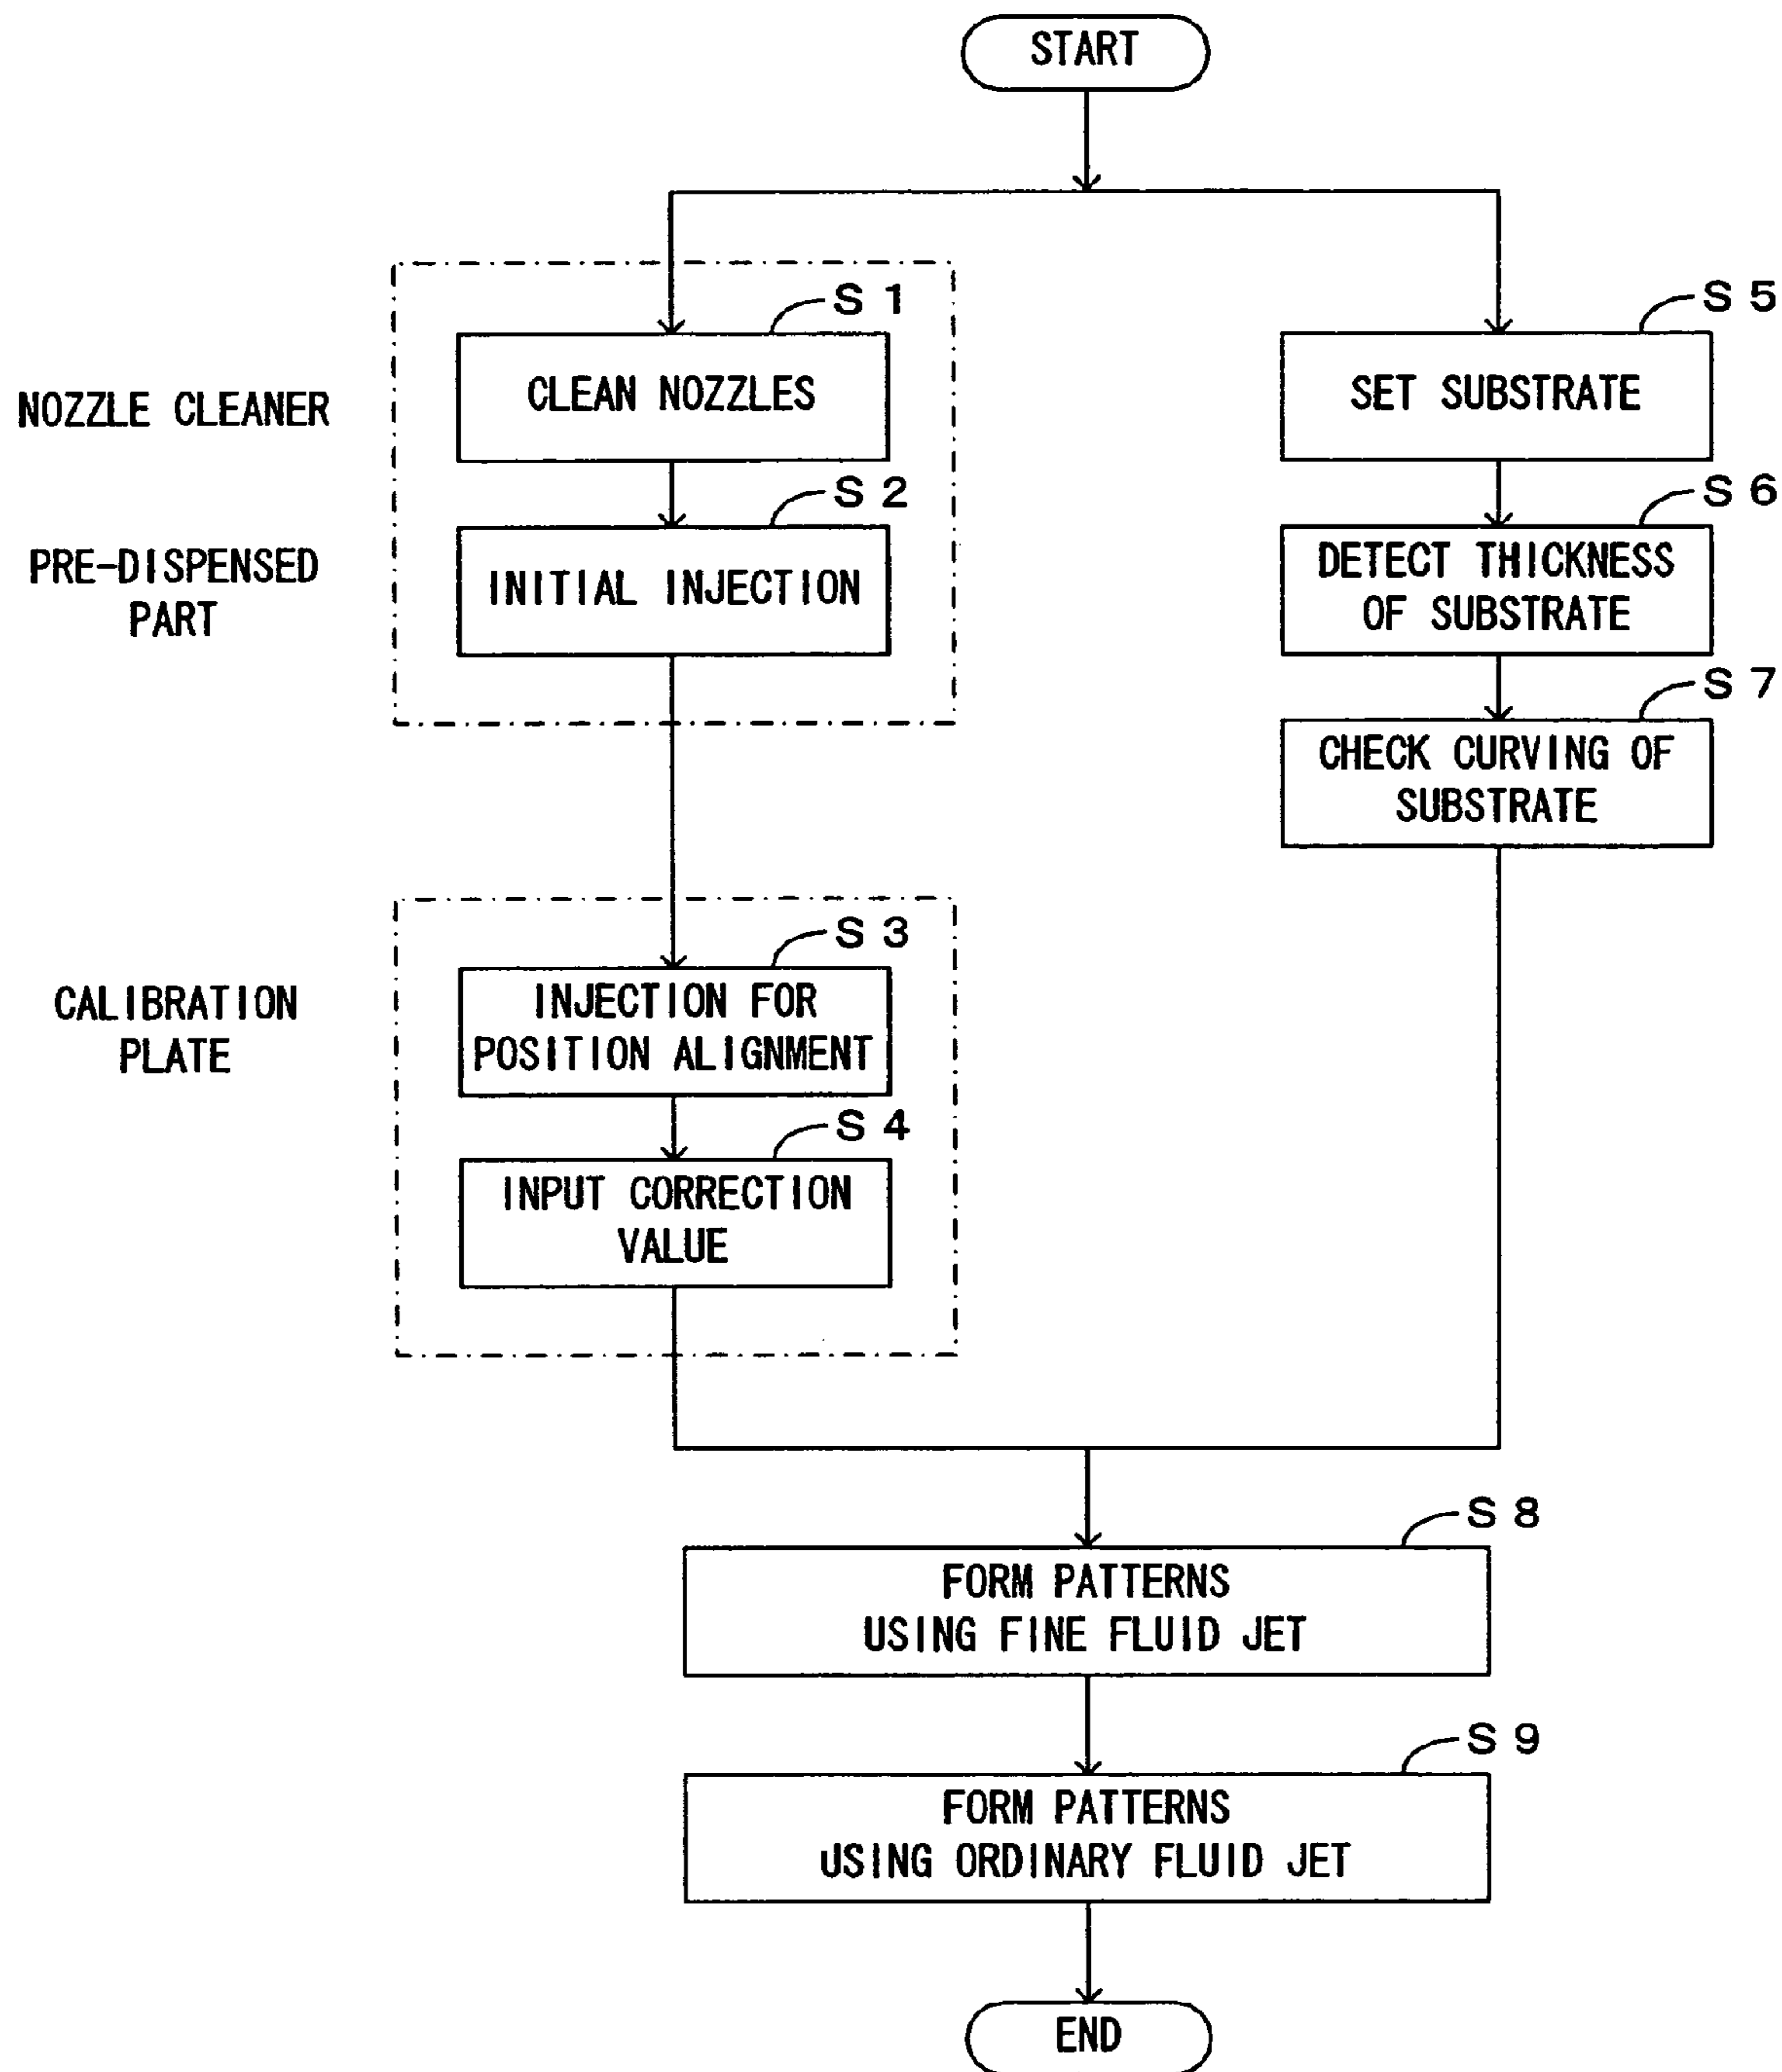 START
S 1
CLEAN NOZZLES
NOZZLE CLEANER
S 2
INITIAL INJECTION
PRE-DISPENSED
PART
S 3
INJECTION FOR
POSITION ALIGNMENT
CALIBRATION
PLATE
S 4
INPUT CORRECTION
VALUE
S 5
SET SUBSTRATE
S 6
DETECT THICKNESS
OF SUBSTRATE
S 7
CHECK CURVING OF
SUBSTRATE
S 8
FORM PATTERNS
USING FINE FLUID JET
S 9
FORM PATTERNS
USING ORDINARY FLUID JET
END